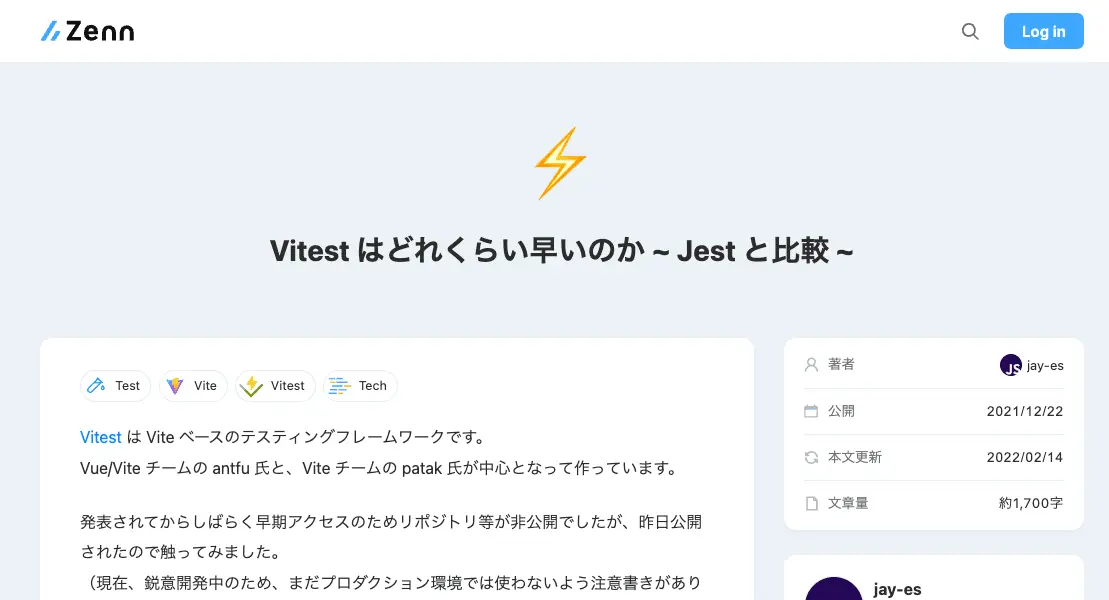 Zenn
Log in
Vitest はどれくらい早いのか ~ Jest と比較 ~
Test Vite Vitest Tech
Vitest は Vite ベースのテスティングフレームワークです。
Vue/Vite チームの antfu 氏と、Vite チームの patak 氏が中心となって作っています。
発表されてからしばらく早期アクセスのためリポジトリ等が非公開でしたが、昨日公開
されたので触ってみました。
（現在、鋭意開発中のため、まだプロダクション環境では使わないよう注意書きがあり
著者 JS jay-es
公開 2021/12/22
本文更新 2022/02/14
文章量 約1,700字
jay-es